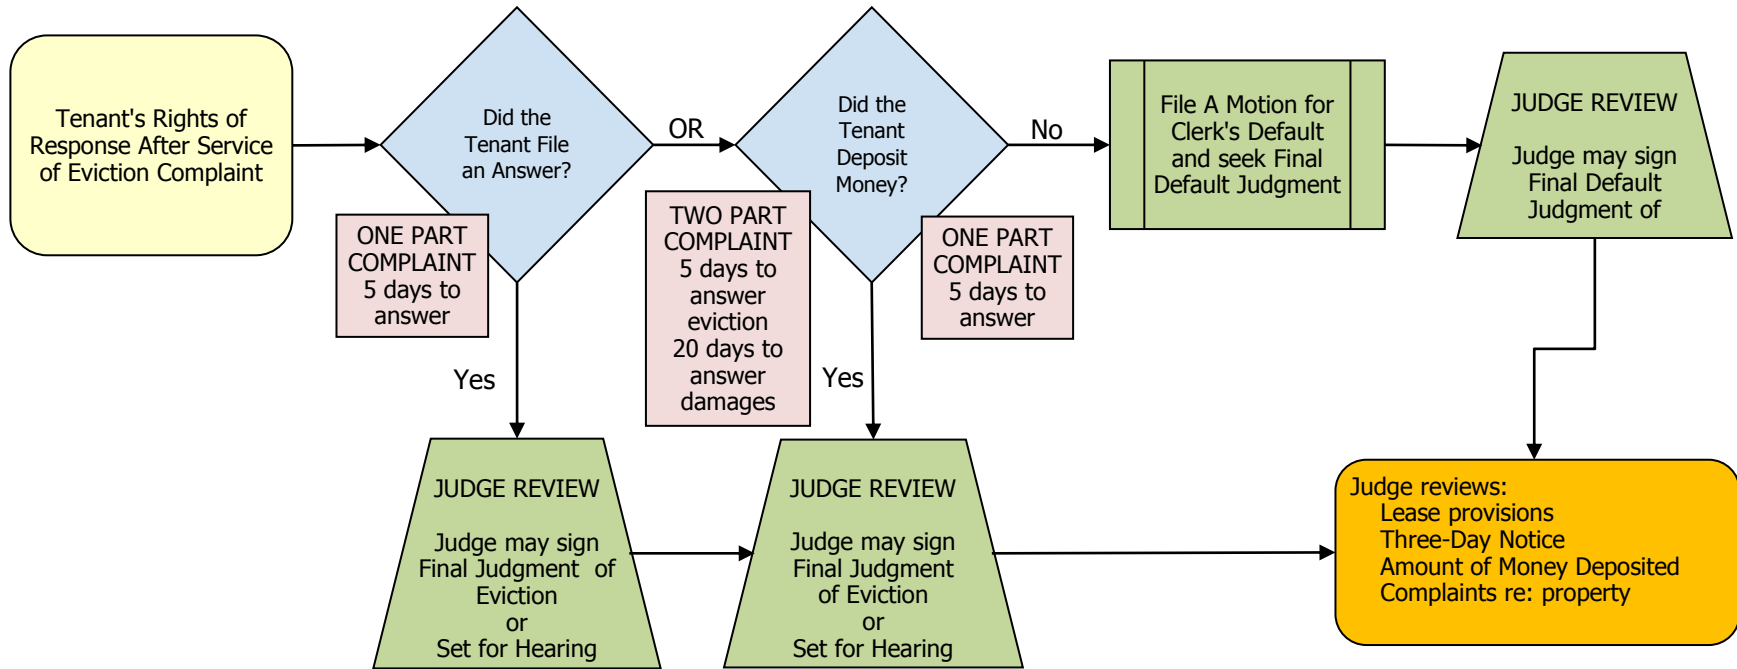 Tenant's Rights of
Response After Service
of Eviction Complaint
Did the
Tenant File
an Answer?
OR
Did the
Tenant
Deposit
Money?
No
File A Motion for
Clerk's Default
and seek Final
Default Judgment
JUDGE REVIEW
Judge may sign
Final Default
Judgment of
ONE PART
COMPLAINT
5 days to
answer
TWO PART
COMPLAINT
5 days to
answer
eviction
20 days to
answer
damages
ONE PART
COMPLAINT
5 days to
answer
Yes
Yes
JUDGE REVIEW
Judge may sign
Final Judgment of
Eviction
or
Set for Hearing
JUDGE REVIEW
Judge may sign
Final Judgment
of Eviction
or
Set for Hearing
Judge reviews:
Lease provisions
Three-Day Notice
Amount of Money Deposited
Complaints re: property